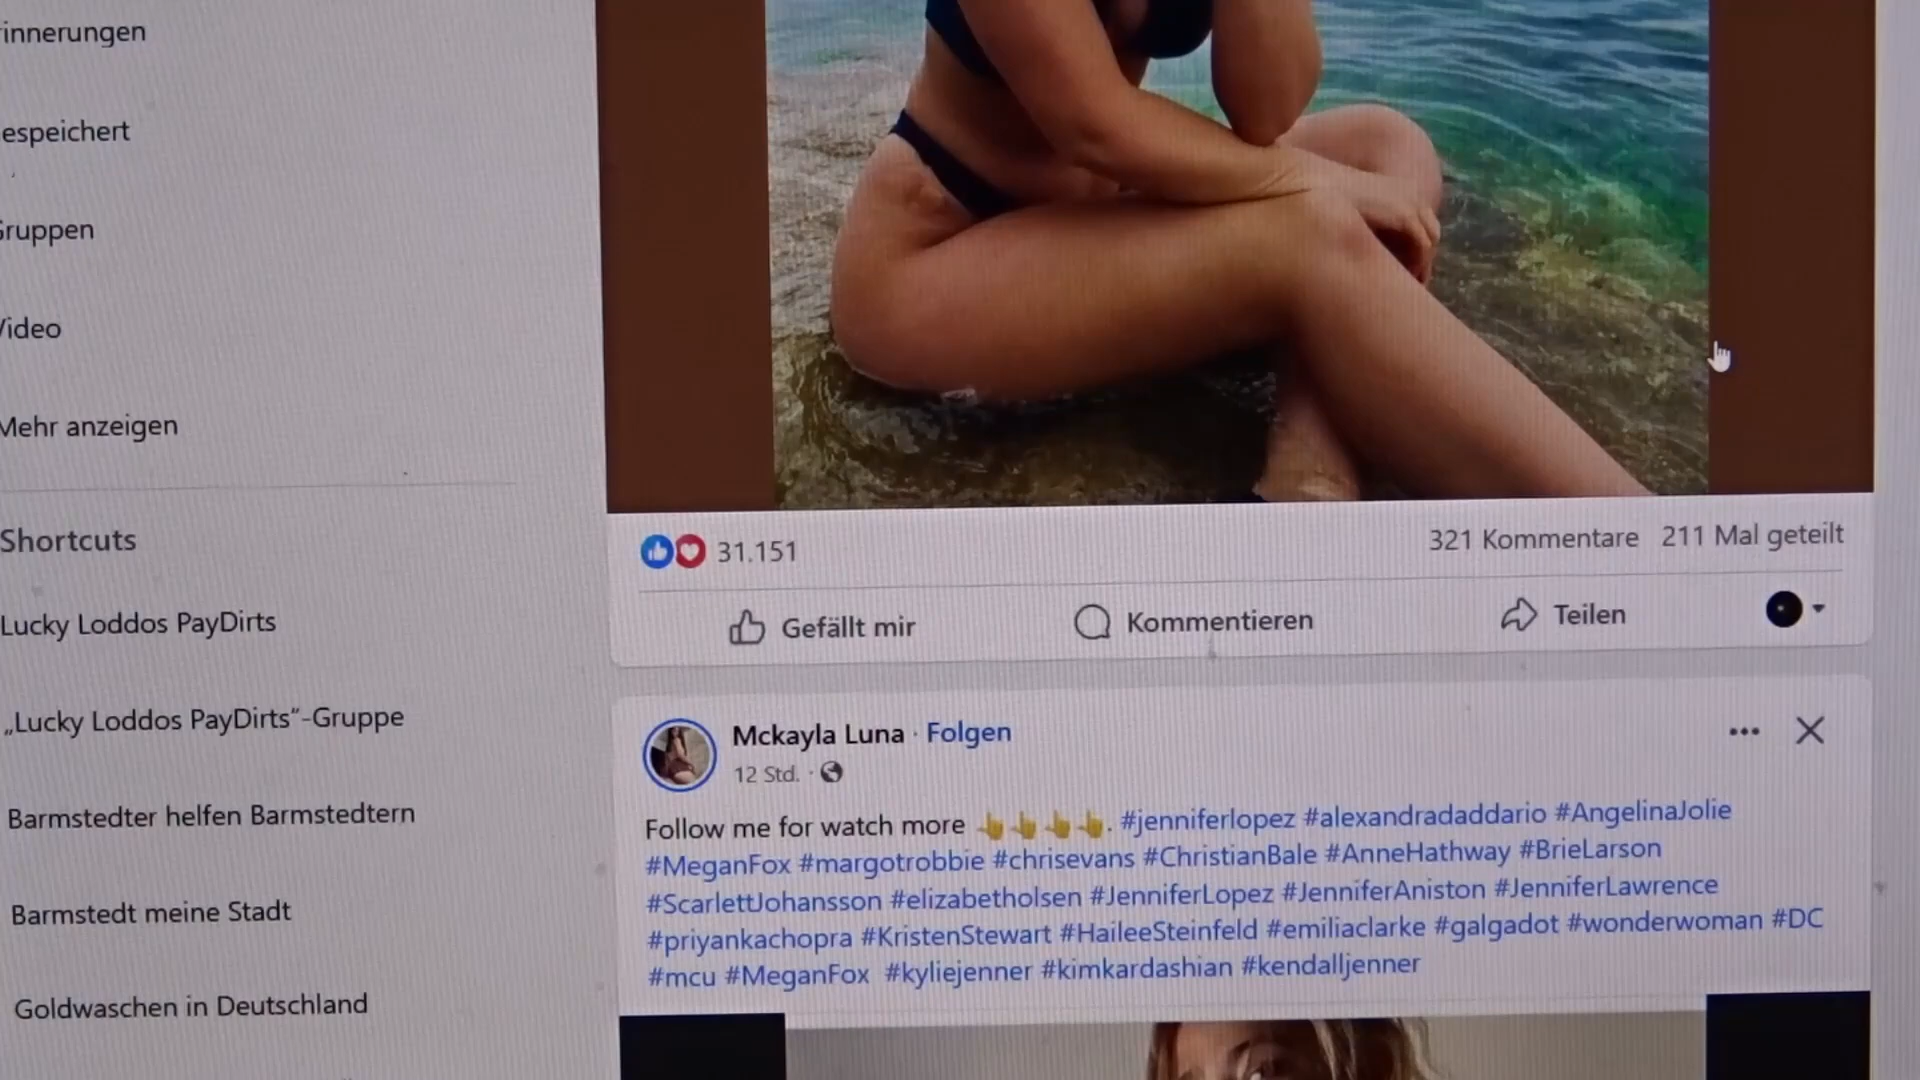 rinnerungen
espeichert
Gruppen
Video
Mehr anzeigen
Shortcuts
Lucky Loddos PayDirts
„Lucky Loddos PayDirts“-Gruppe
Barmstedter helfen Barmstedtern
Barmstedt meine Stadt
Goldwaschen in Deutschland
31.151
321 Kommentare 211 Mal geteilt
Gefällt mir Kommentieren Teilen
Mckayla Luna · Folgen
12 Std. ·
Follow me for watch more 👆👆👆👆. #jenniferlopez #alexandradaddario #AngelinaJolie
#MeganFox #margotrobbie #chrisevans #ChristianBale #AnneHathway #BrieLarson
#ScarlettJohansson #elizabetholsen #JenniferLopez #JenniferAniston #JenniferLawrence
#priyankachopra #KristenStewart #HaileeSteinfeld #emiliaclarke #galgadot #wonderwoman #DC
#mcu #MeganFox #kyliejenner #kimkardashian #kendalljenner